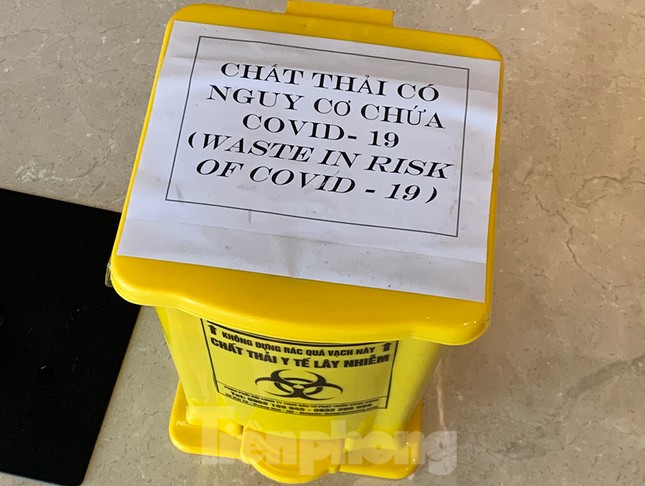 CHẤT THẢI CÓ
NGUY CƠ CHỨA
COVID- 19
(WASTE IN RISK
OF COVID - 19)
KHÔNG ĐỰNG RÁC QUÁ VẠCH NÀY
CHẤT THẢI Y TẾ LÂY NHIỄM
Tiền phong